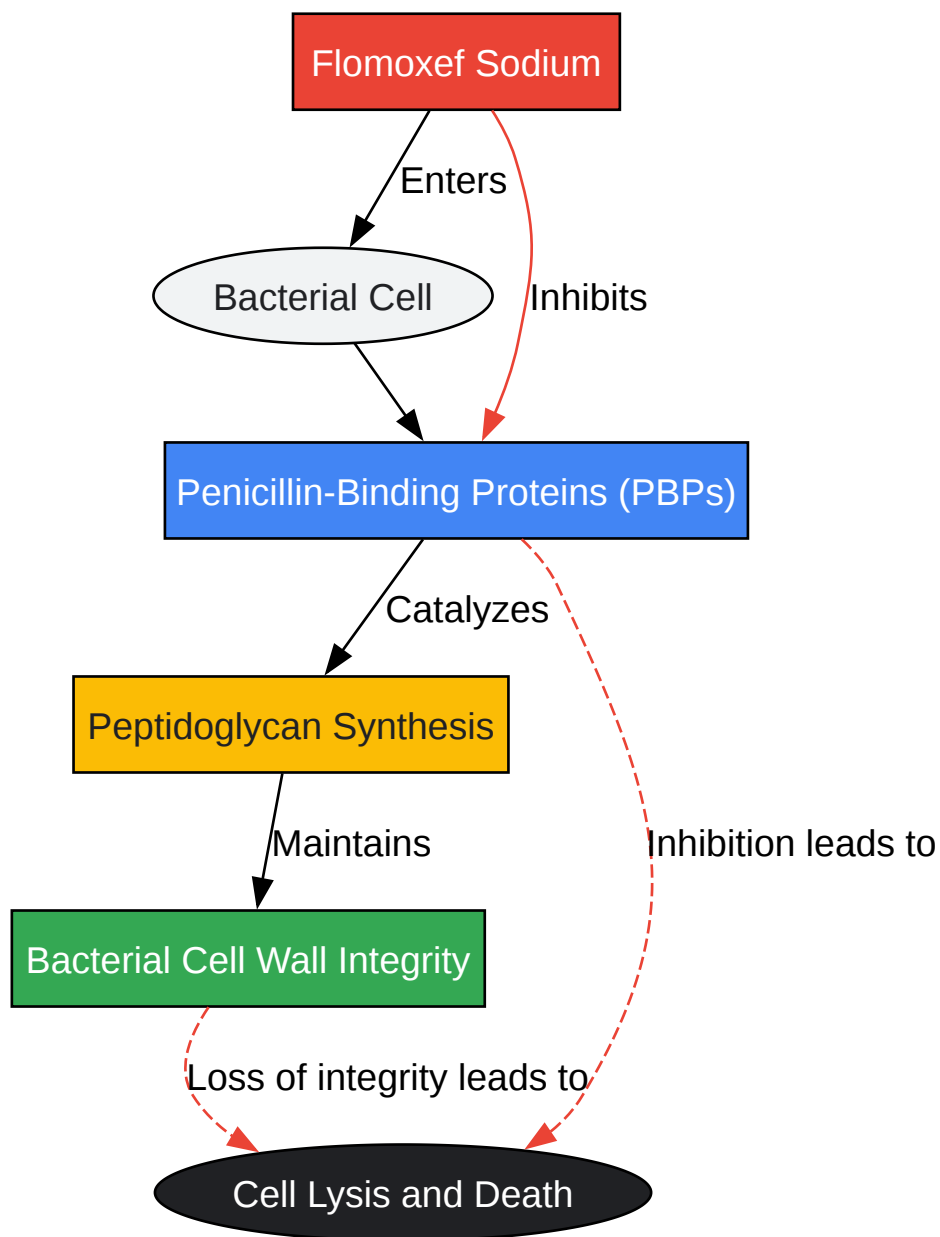 Flomoxef Sodium
Enters
Bacterial Cell
Inhibits
Penicillin-Binding Proteins (PBPs)
Catalyzes
Peptidoglycan Synthesis
Maintains
Inhibition leads to
Bacterial Cell Wall Integrity
Loss of integrity leads to
Cell Lysis and Death